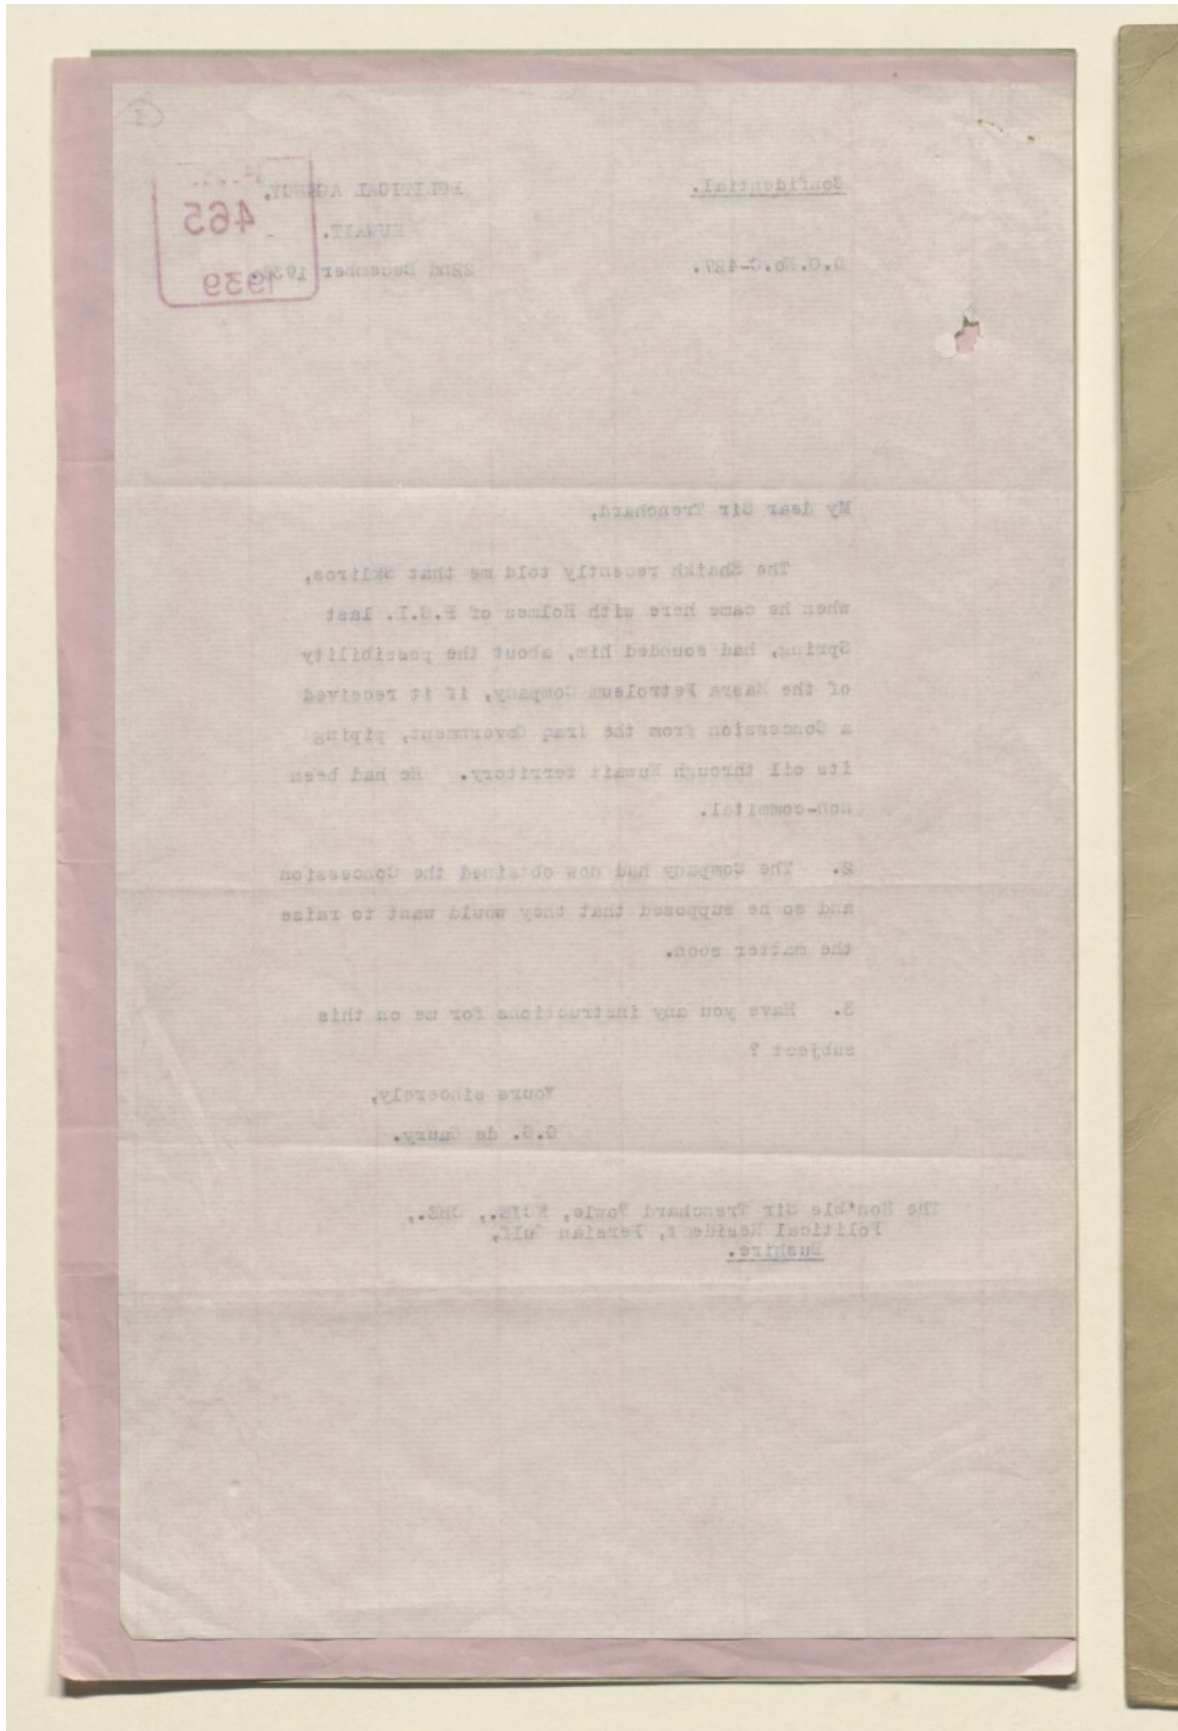 Confidential.
POLITICAL AGENCY,
KUWAIT.
D.O.No.C-427.
22nd December 193
465
1939
My dear Sir Trenchard,
The Shaikh recently told me that Skliros,
when he came here with Holmes of P.C.L. last
Spring, had sounded him, about the possibility
of the Basra Petroleum Company, if it received
a Concession from the Iraq Government, piping
its oil through Kuwait territory. He had been
non-commital.
2. The Company had now obtained the Concession
and so he supposed that they would want to raise
the matter soon.
3. Have you any instructions for me on this
subject ?
Yours sincerely,
G.S. de Gaury.
The Hon'ble Sir Trenchard Fowle, KCIE., CBE.,
Political Resident, Persian Gulf,
Bushire.